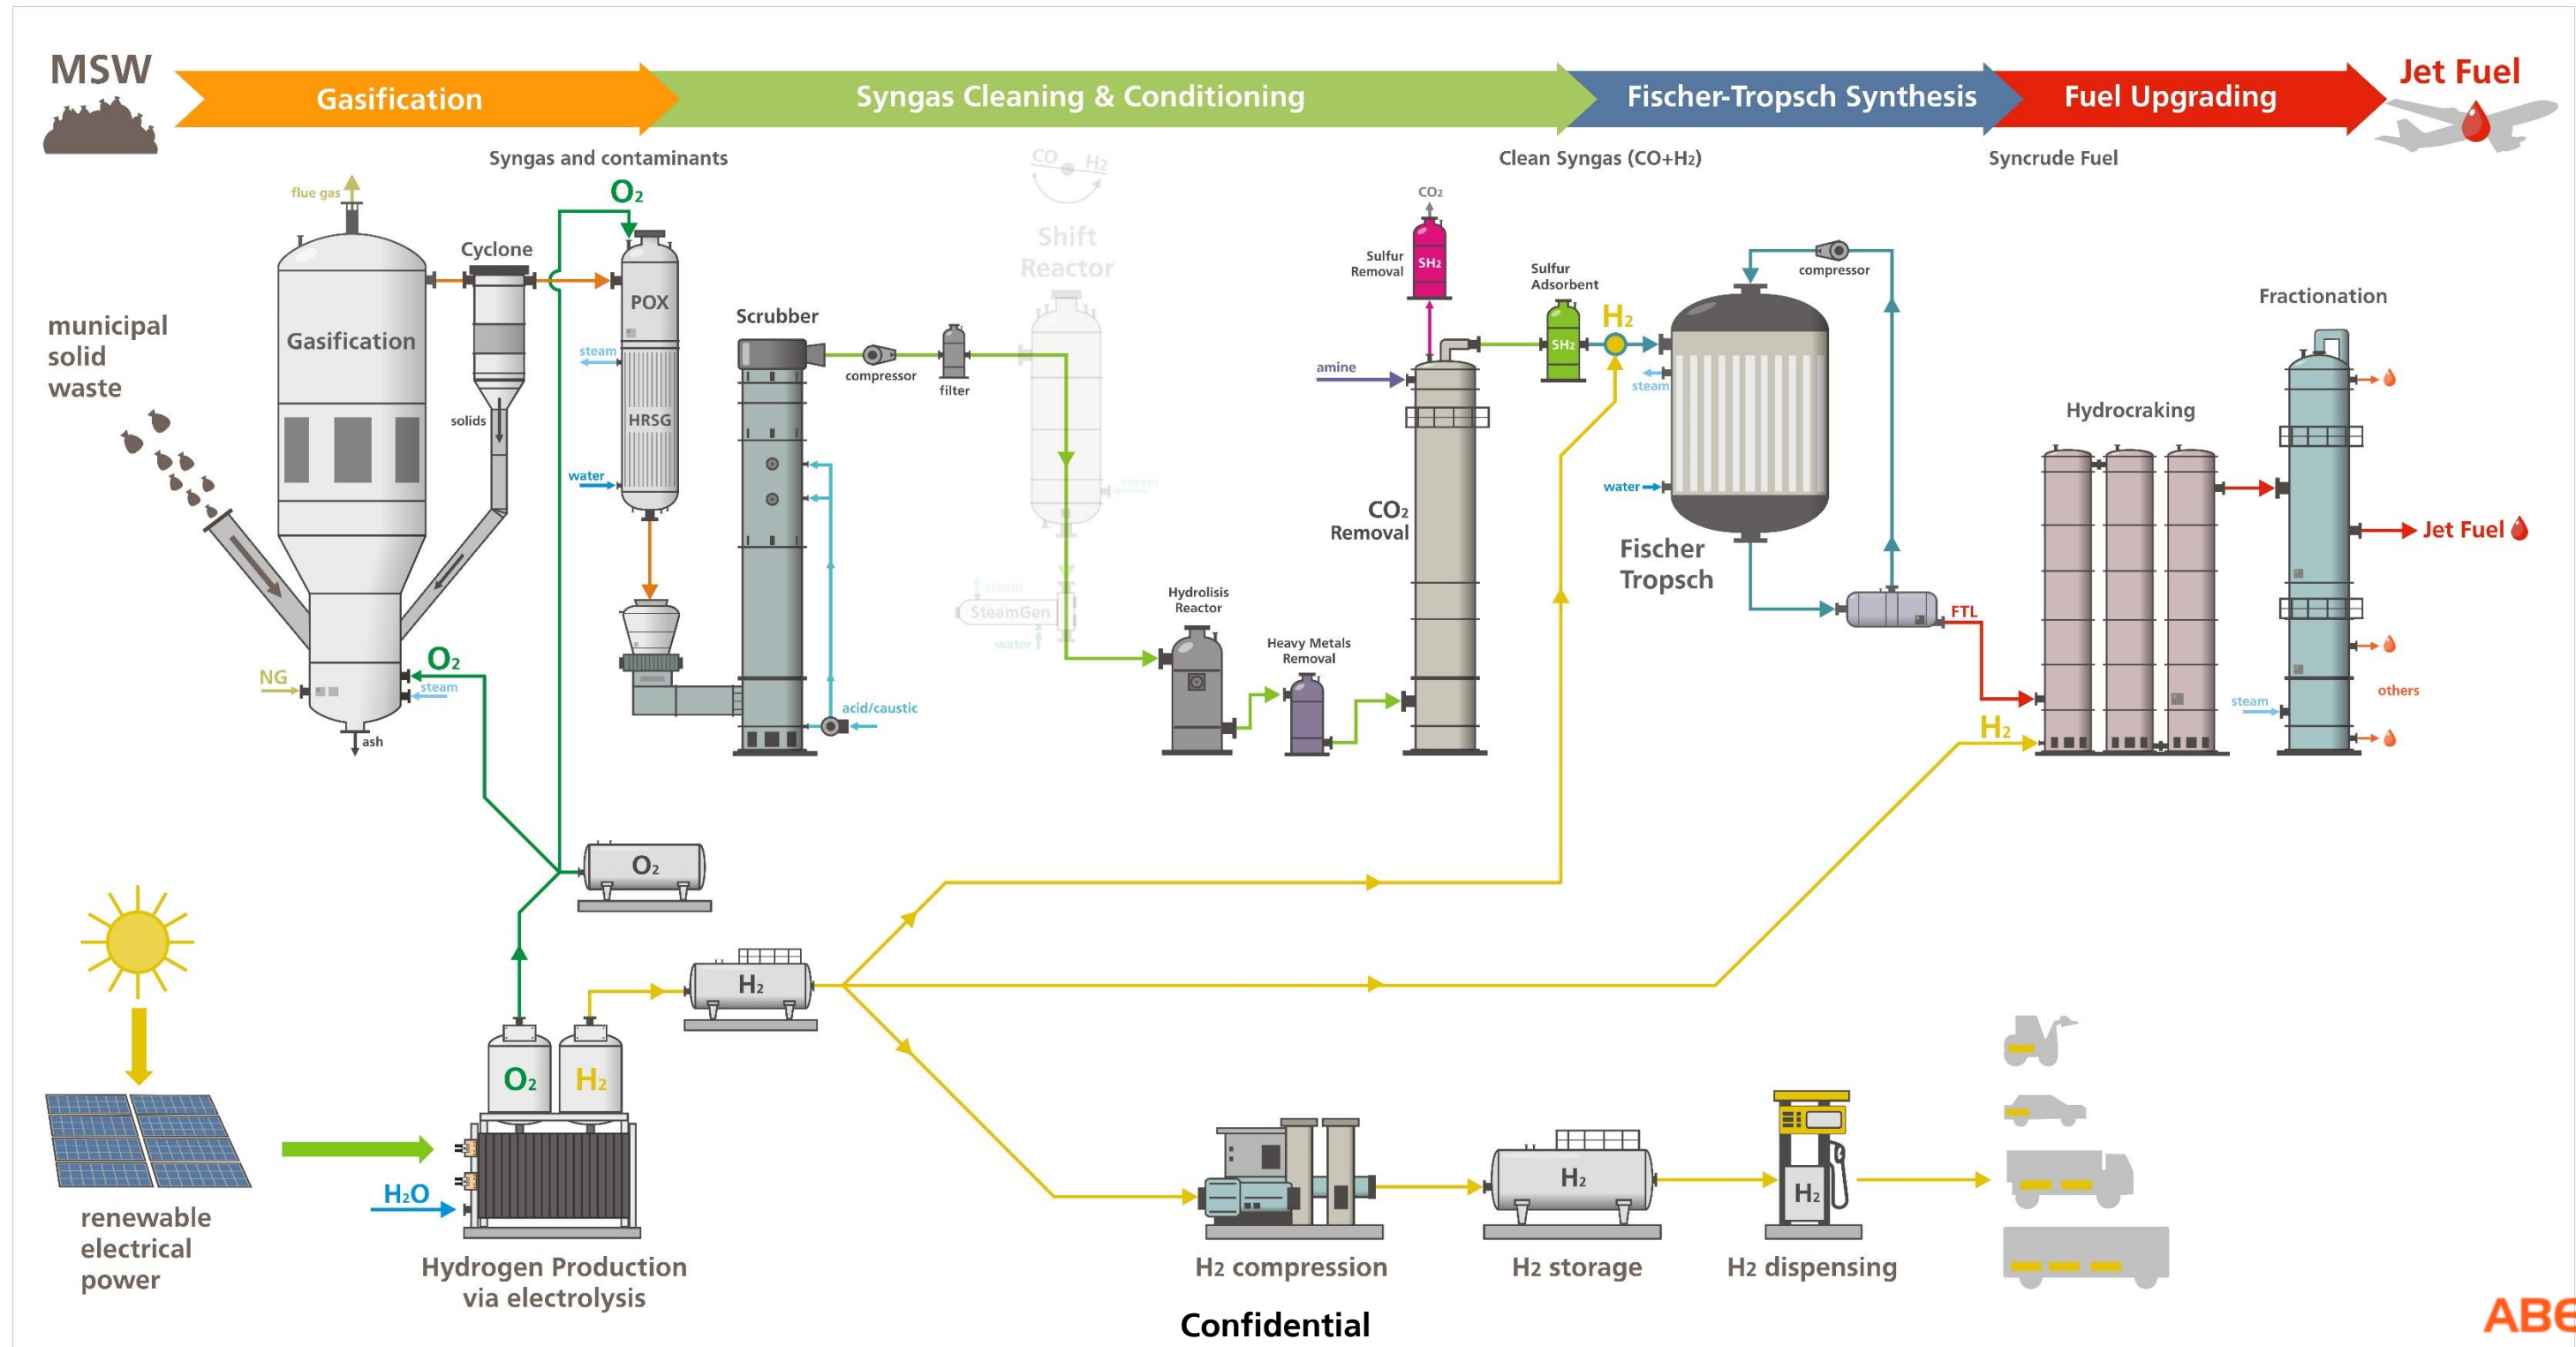 MSW
Gasification
Syngas Cleaning & Conditioning
Fischer-Tropsch Synthesis
Fuel Upgrading
Jet Fuel
Syngas and contaminants
Clean Syngas (CO+H₂)
Syncrude Fuel
flue gas
O₂
CO
H₂
CO₂
Cyclone
Shift
Reactor
Sulfur
Removal
SH₂
Sulfur
Adsorbent
compressor
POX
Fractionation
municipal
solid
waste
Gasification
Scrubber
H₂
SH₂
steam
compressor
filter
amine
steam
solids
HRSG
Hydrocraking
water
steam
water
CO₂
Removal
Jet Fuel
Fischer
Tropsch
steam
SteamGen
water
Hydrolisis
Reactor
FTL
Heavy Metals
Removal
O₂
NG
steam
others
steam
acid/caustic
H₂
ash
O₂
H₂
O₂
H₂
H₂O
H₂
H₂
renewable
electrical
power
Hydrogen Production
via electrolysis
H2 compression
H2 storage
H2 dispensing
Confidential